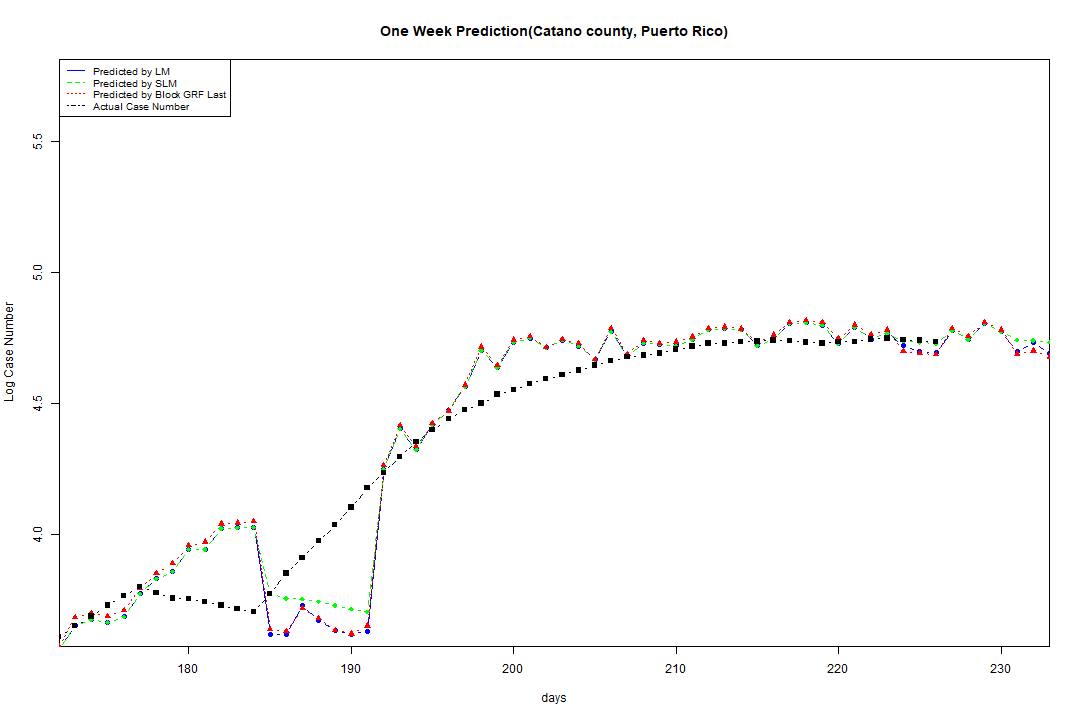 One Week Prediction(Catano county, Puerto Rico)
Predicted by LM
Predicted by SLM
Predicted by Block GRF Last
Actual Case Number
5.5
5.0
4.5
4.0
Log Case Number
180 190 200 210 220 230
days